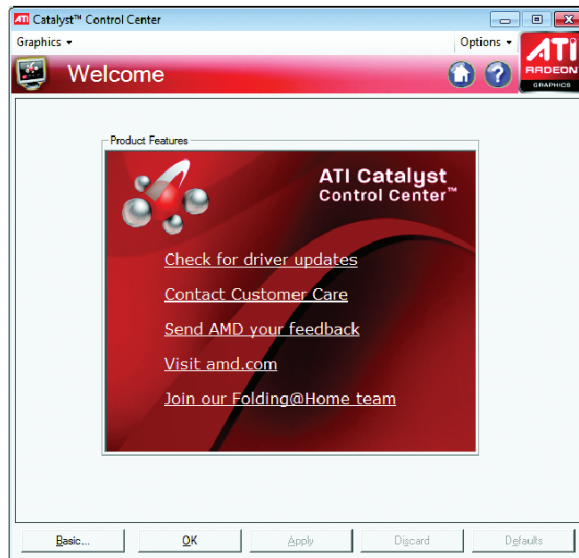 ATI Catalyst™ Control Center
Graphics
Options
Welcome
ATI
RADEON
GRAPHICS
Product Features
ATI Catalyst
Control Center™
Check for driver updates
Contact Customer Care
Send AMD your feedback
Visit amd.com
Join our Folding@Home team
Basic...
OK
Apply
Discard
Defaults